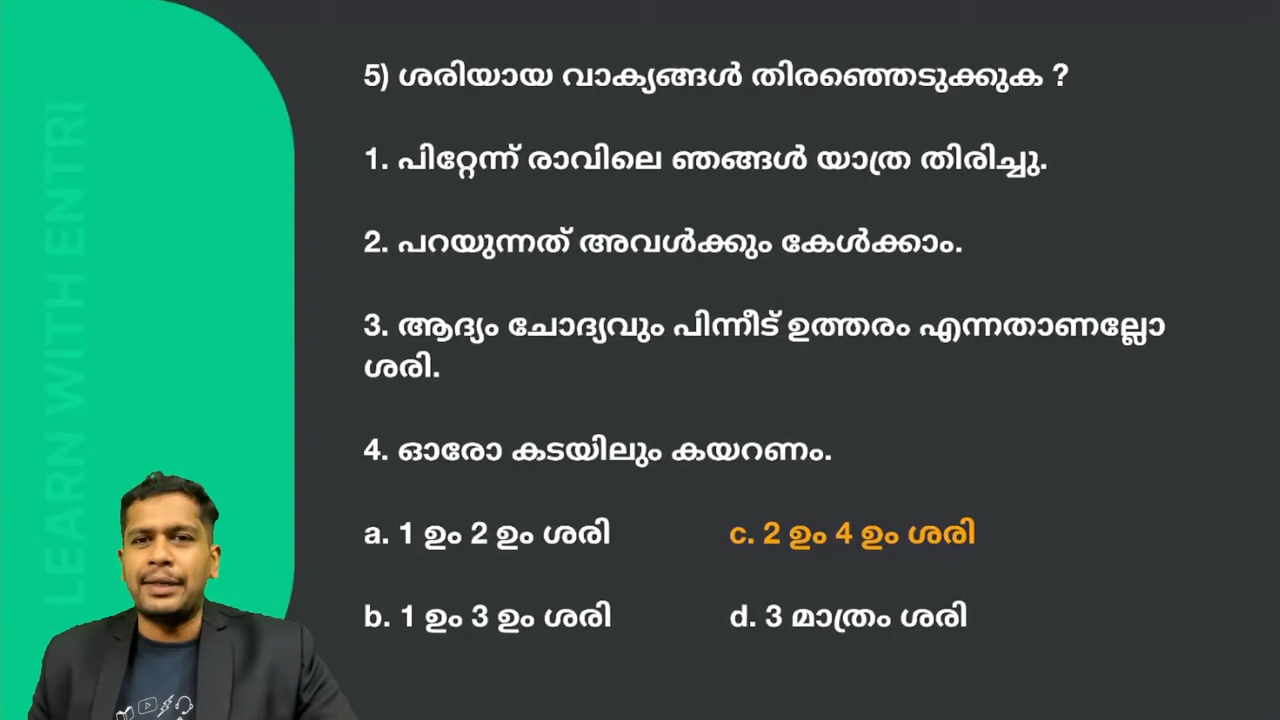 LEARN WITH ENTRI
5) ശരിയായ വാക്യങ്ങൾ തിരഞ്ഞെടുക്കുക ?
1. പിറ്റേന്ന് രാവിലെ ഞങ്ങൾ യാത്ര തിരിച്ചു.
2. പറയുന്നത് അവൾക്കും കേൾക്കാം.
3. ആദ്യം ചോദ്യവും പിന്നീട് ഉത്തരം എന്നതാണല്ലോ
ശരി.
4. ഓരോ കടയിലും കയറണം.
a. 1 ഉം 2 ഉം ശരി
c. 2 ഉം 4 ഉം ശരി
b. 1 ഉം 3 ഉം ശരി
d. 3 മാത്രം ശരി